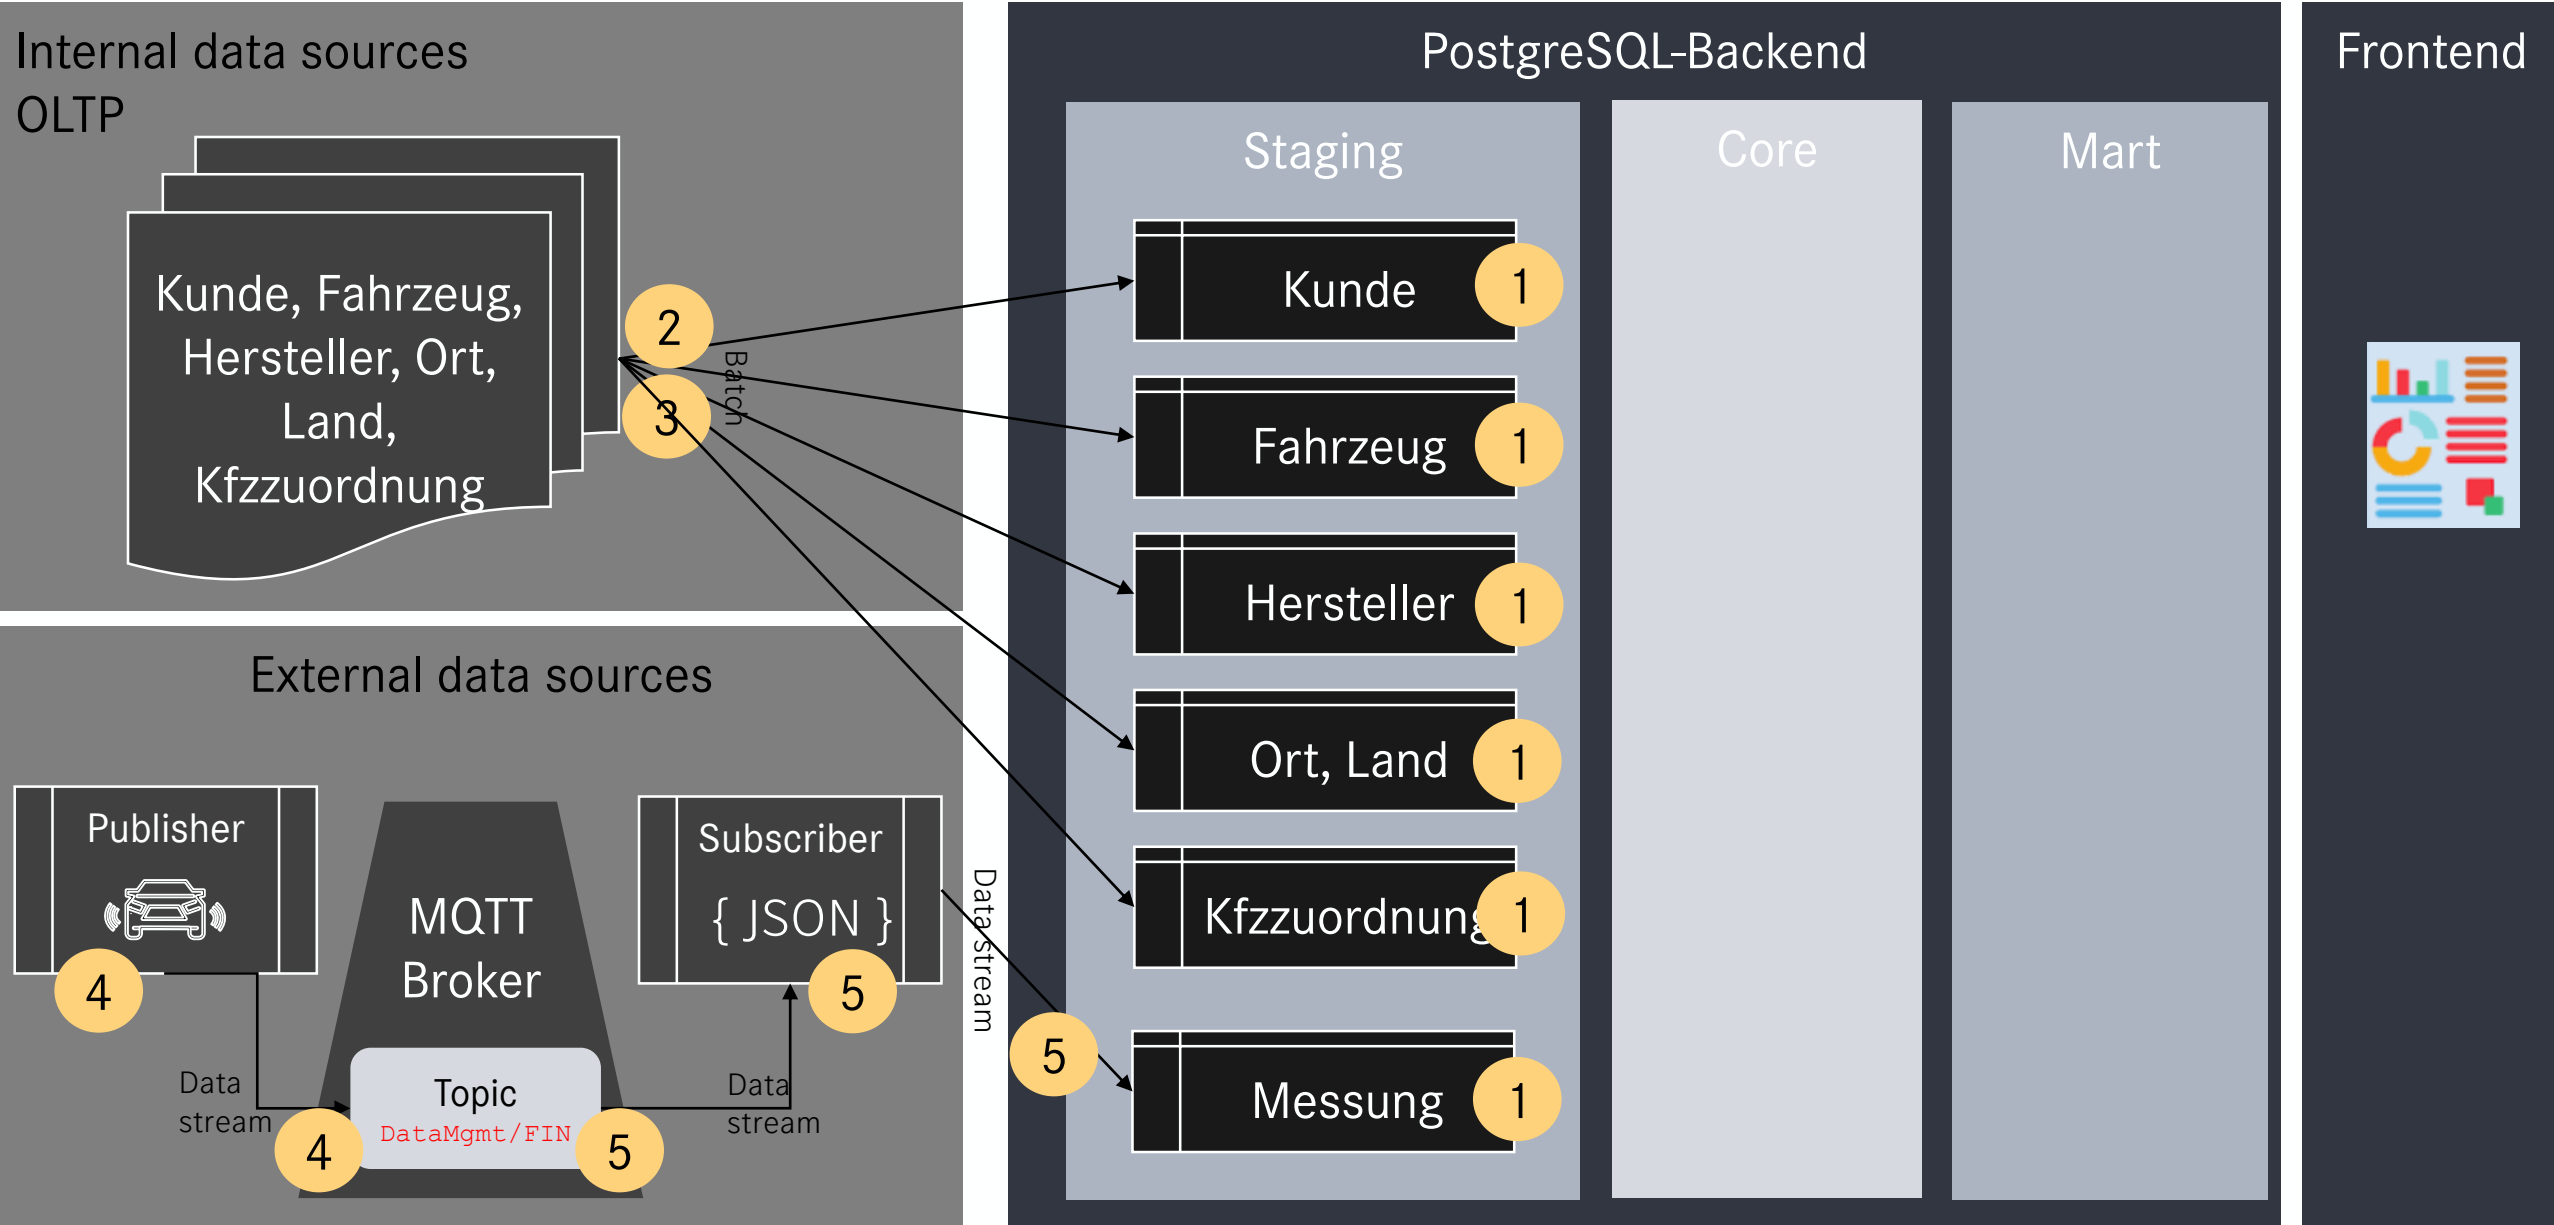 Internal data sources
OLTP
Kunde, Fahrzeug,
Hersteller, Ort,
Land,
Kfzzuordnung
2
3
Batch
External data sources
Publisher
4
Data
stream
MQTT
Broker
Topic
DataMgmt/FIN
4
5
Subscriber
{ JSON }
5
Data
stream
Data stream
5
PostgreSQL-Backend
Staging
Kunde
1
Fahrzeug
1
Hersteller
1
Ort, Land
1
Kfzzuordnung
1
Messung
1
Core
Mart
Frontend